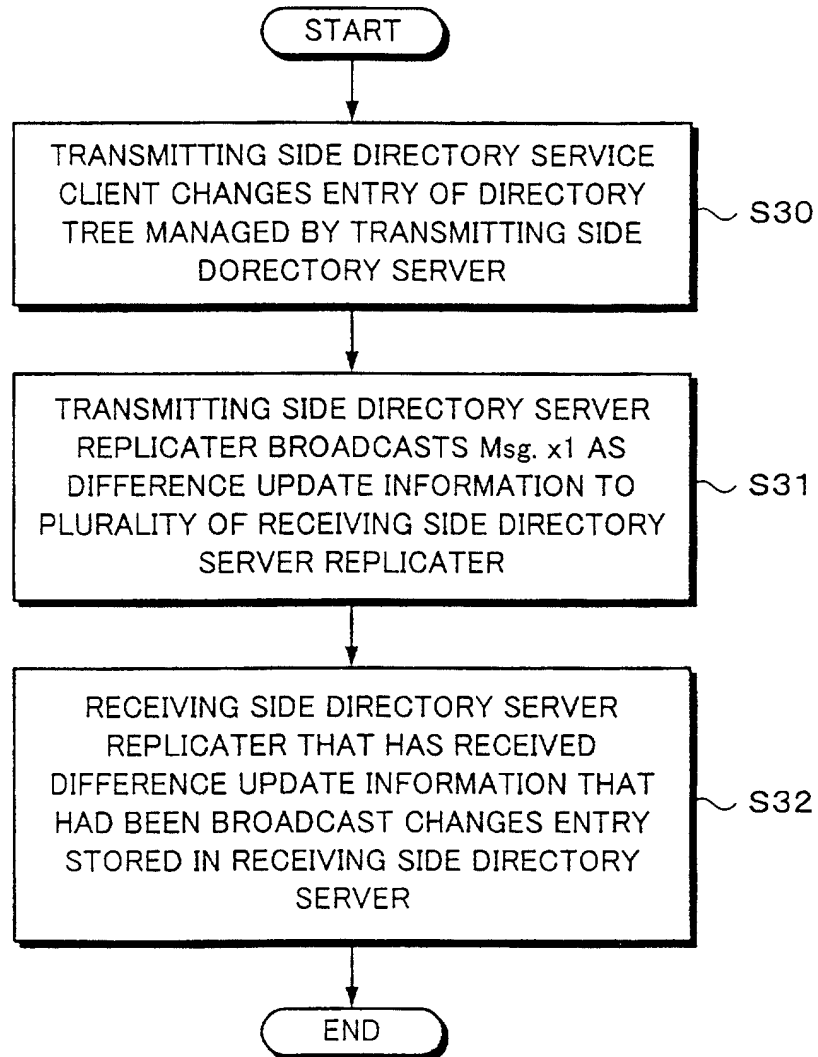 START
TRANSMITTING SIDE DIRECTORY SERVICE
CLIENT CHANGES ENTRY OF DIRECTORY
TREE MANAGED BY TRANSMITTING SIDE
DORECTORY SERVER
S30
TRANSMITTING SIDE DIRECTORY SERVER
REPLICATER BROADCASTS Msg. x1 AS
DIFFERENCE UPDATE INFORMATION TO
PLURALITY OF RECEIVING SIDE DIRECTORY
SERVER REPLICATER
S31
RECEIVING SIDE DIRECTORY SERVER
REPLICATER THAT HAS RECEIVED
DIFFERENCE UPDATE INFORMATION THAT
HAD BEEN BROADCAST CHANGES ENTRY
STORED IN RECEIVING SIDE DIRECTORY
SERVER
S32
END